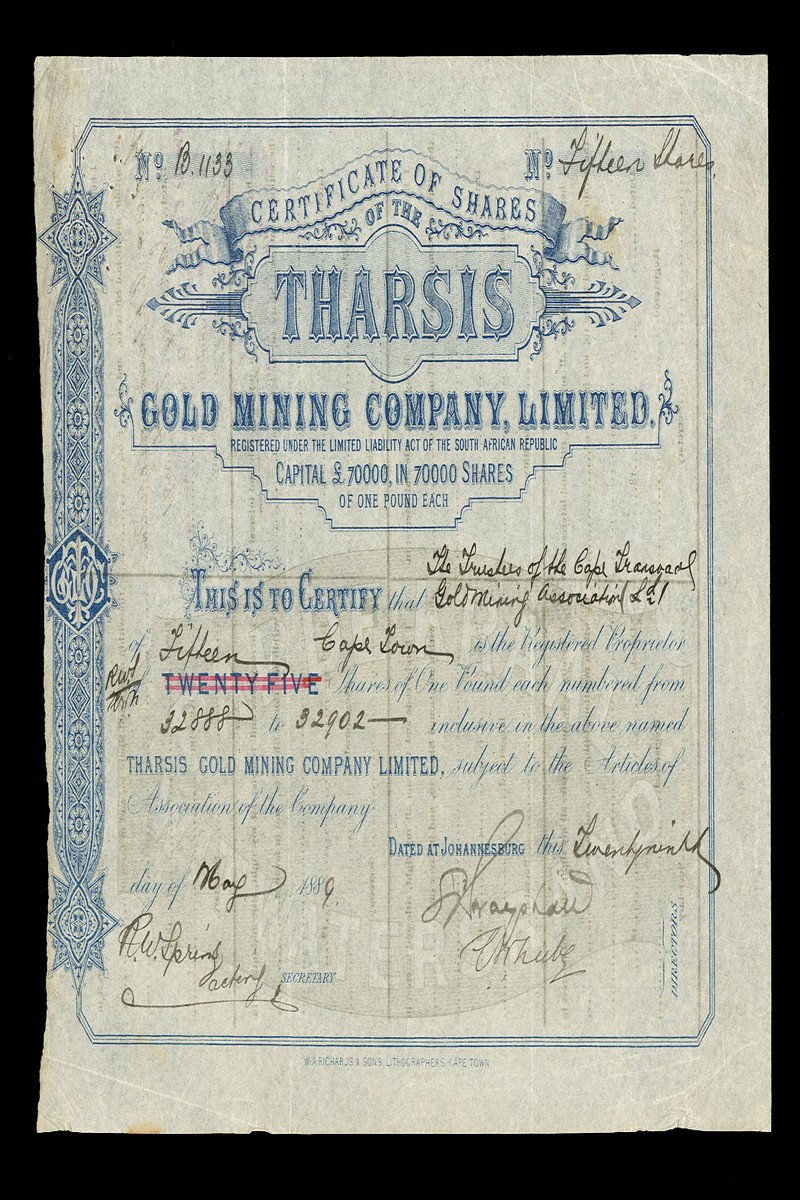 No B.1133
No Fifteen Shares
CERTIFICATE OF SHARES
OF THE
THARSIS
GOLD MINING COMPANY, LIMITED.
REGISTERED UNDER THE LIMITED LIABILITY ACT OF THE SOUTH AFRICAN REPUBLIC
CAPITAL £ 70000, IN 70000 SHARES
OF ONE POUND EACH
The Trustees of the Cape Transvaal
THIS IS TO CERTIFY that Gold Mining Association Ld
of Fifteen Cape Town is the Registered Proprietor
TWENTY FIVE Shares of One Pound each numbered from
32888 to 32902 inclusive in the above named
THARSIS GOLD MINING COMPANY LIMITED, subject to the Articles of
Association of the Company
DATED AT JOHANNESBURG this Twentyninth
day of May 1889.
DIRECTORS
R.W. Spring
acting SECRETARY
W.A. RICHARDS & SONS, LITHOGRAPHERS, CAPE TOWN